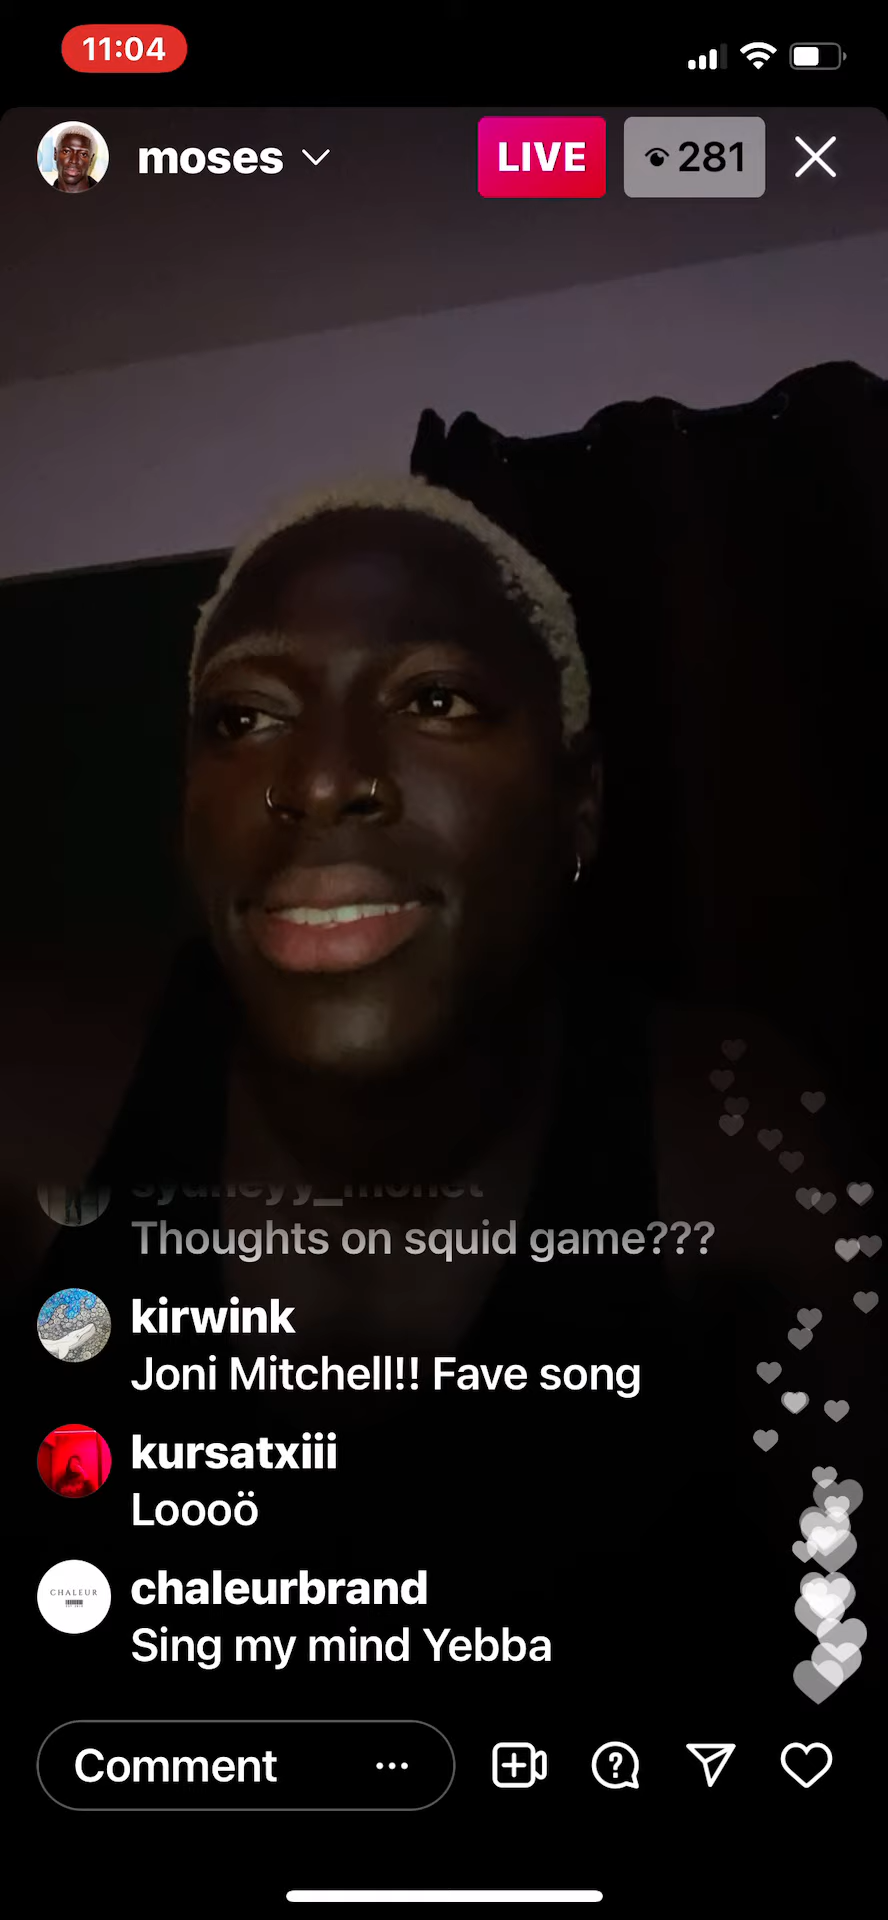 11:04
moses
LIVE
281
Thoughts on squid game???
kirwink
Joni Mitchell!! Fave song
kursatxiii
Loooö
chaleurbrand
CHALEUR
Sing my mind Yebba
Comment